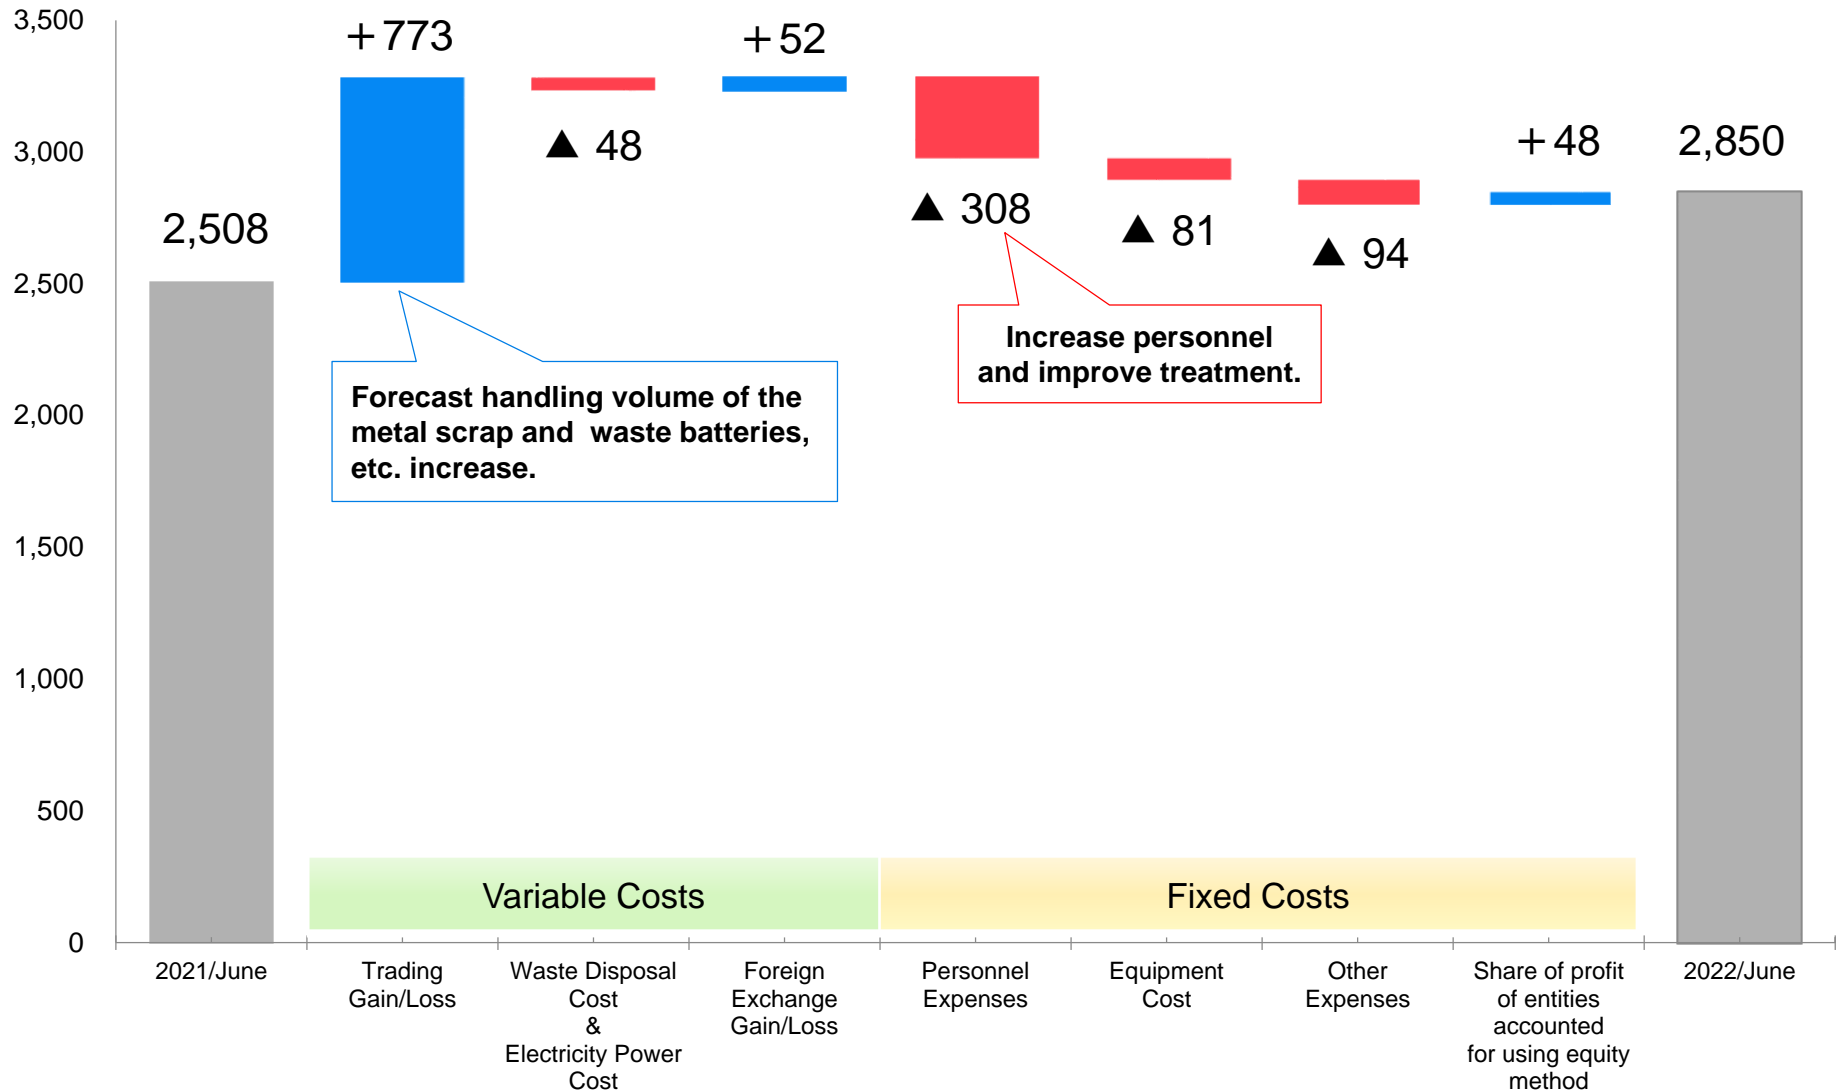 3,500
3,000
2,500
2,000
1,500
1,000
500
0
2,508
+773
▲ 48
+52
▲ 308
▲ 81
▲ 94
+48
2,850
Forecast handling volume of the
metal scrap and waste batteries,
etc. increase.
Increase personnel
and improve treatment.
Variable Costs
Fixed Costs
2021/June
Trading
Gain/Loss
Waste Disposal
Cost
&
Electricity Power
Cost
Foreign
Exchange
Gain/Loss
Personnel
Expenses
Equipment
Cost
Other
Expenses
Share of profit
of entities
accounted
for using equity
method
2022/June